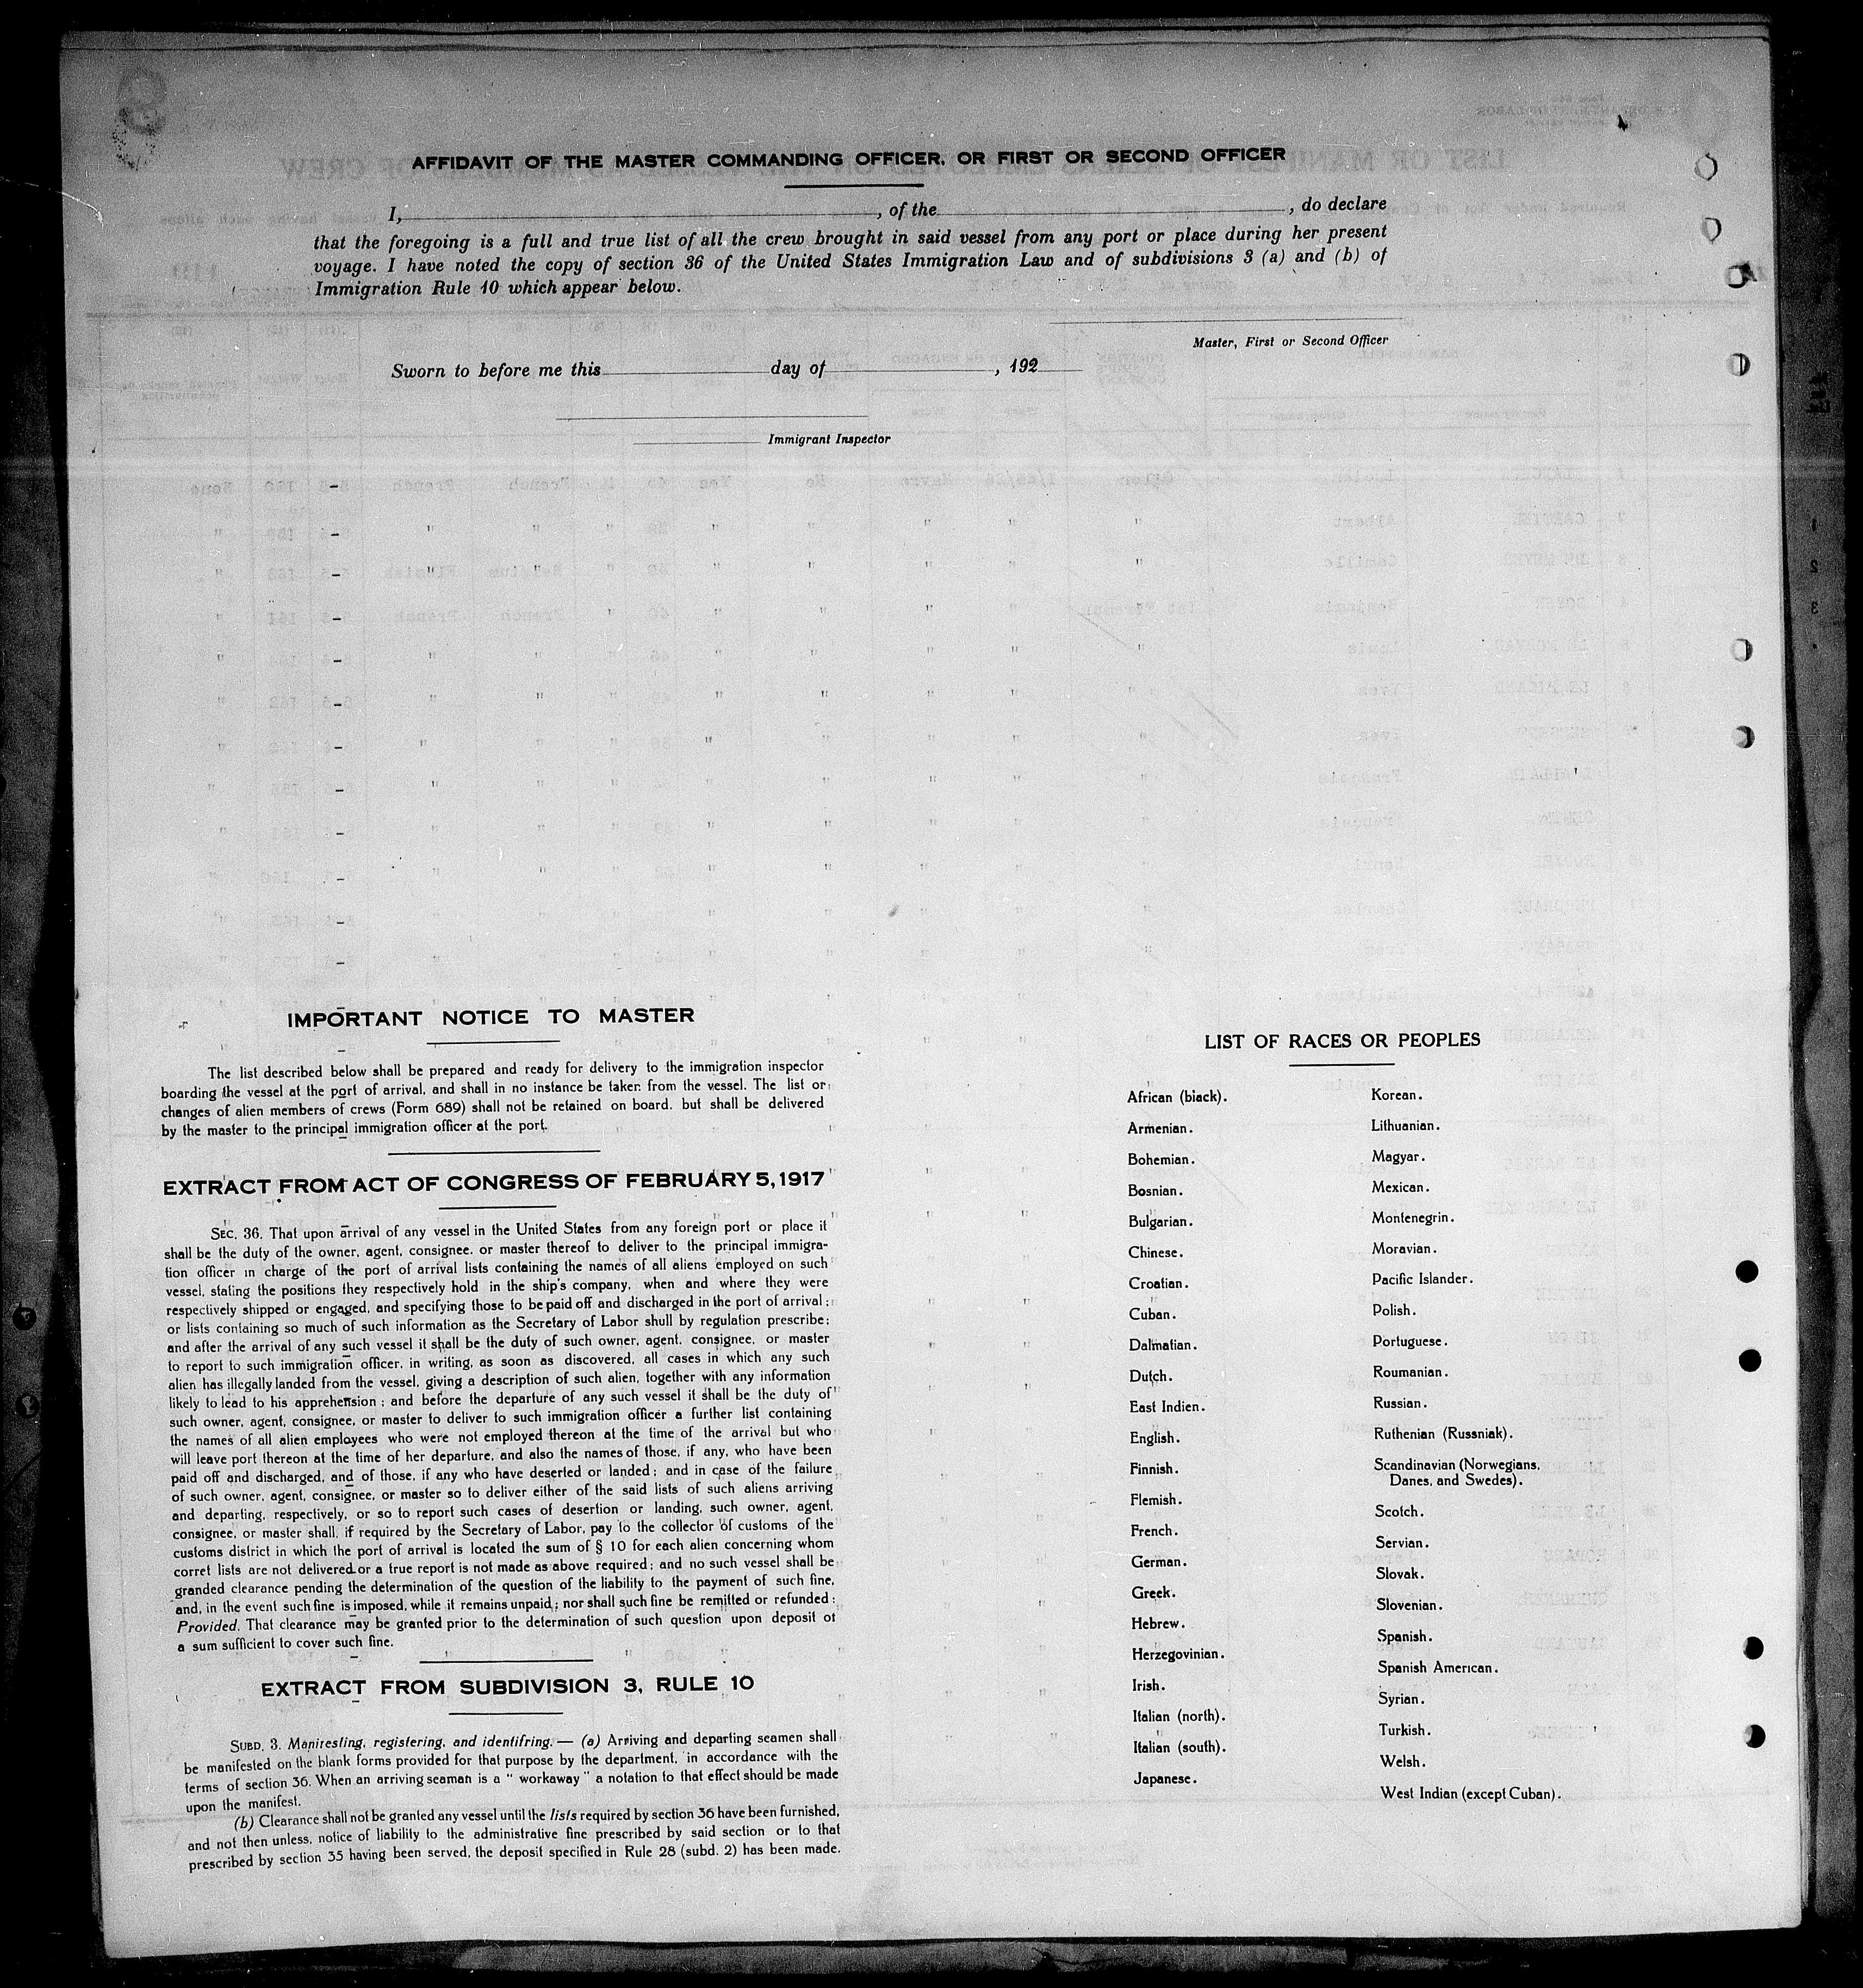 AFFIDAVIT OF THE MASTER COMMANDING OFFICER, OR FIRST OR SECOND OFFICER
I, , of the , do declare
that the foregoing is a full and true list of all the crew brought in said vessel from any port or place during her present
voyage. I have noted the copy of section 36 of the United States Immigration Law and of subdivisions 3 (a) and (b) of
Immigration Rule 10 which appear below.
Master, First or Second Officer
Sworn to before me this day of , 192
Immigrant Inspector
IMPORTANT NOTICE TO MASTER
The list described below shall be prepared and ready for delivery to the immigration inspector
boarding the vessel at the port of arrival, and shall in no instance be taken from the vessel. The list or
changes of alien members of crews (Form 689) shall not be retained on board, but shall be delivered
by the master to the principal immigration officer at the port.
EXTRACT FROM ACT OF CONGRESS OF FEBRUARY 5, 1917
SEC. 36. That upon arrival of any vessel in the United States from any foreign port or place it
shall be the duty of the owner, agent, consignee, or master thereof to deliver to the principal immigra-
tion officer in charge of the port of arrival lists containing the names of all aliens employed on such
vessel, stating the positions they respectively hold in the ship's company, when and where they were
respectively shipped or engaged, and specifying those to be paid off and discharged in the port of arrival;
or lists containing so much of such information as the Secretary of Labor shull by regulation prescribe;
and after the arrival of any such vessel it shall be the duty of such owner, agent, consignee, or master
to report to such immigration officer, in writing, as soon as discovered, all cases in which any such
alien has illegally landed from the vessel, giving a description of such alien, together with any information
likely to lead to his apprehension; and before the departure of any such vessel it shall be the duty of
such owner, agent, consignee, or master to deliver to such immigration officer a further list containing
the names of all alien employees who were not employed thereon at the time of the arrival but who
will leave port thereon at the time of her departure, and also the names of those, if any, who have been
paid off and discharged, and of those, if any who have deserted or landed; and in case of the failure
of such owner, agent, consignee, or master so to deliver either of the said lists of such aliens arriving
and departing, respectively, or so to report such cases of desertion or landing, such owner, agent,
consignee, or master shall, if required by the Secretary of Labor, pay to the collector of customs of the
customs district in which the port of arrival is located the sum of § 10 for each alien concerning whom
corret lists are not delivered or a true report is not made as above required; and no such vessel shall be
granded clearance pending the determination of the question of the liability to the payment of such fine,
and, in the event such fine is imposed, while it remains unpaid; nor shall such fine be remitted or refunded:
Provided, That clearance may be granted prior to the determination of such question upon deposit of
a sum sufficient to cover such fine.
EXTRACT FROM SUBDIVISION 3, RULE 10
SUBD. 3. Maniresling, registering, and identifring. — (a) Arriving and departing seamen shall
be manifested on the blank forms provided for that purpose by the department, in accordance with the
terms of section 36. When an arriving seaman is a " workaway " a notation to that effect should be made
upon the manifest.
(b) Clearance shall not be granted any vessel until the lists required by section 36 have been furnished,
and not then unless, notice of liability to the administrative fine prescribed by said section or to that
prescribed by section 35 having been served, the deposit specified in Rule 28 (subd. 2) has been made.
LIST OF RACES OR PEOPLES
African (black).
Armenian.
Bohemian.
Bosnian.
Bulgarian.
Chinese.
Croatian.
Cuban.
Dalmatian.
Dutch.
East Indien.
English.
Finnish.
Flemish.
French.
German.
Greek.
Hebrew.
Herzegovinian.
Irish.
Italian (north).
Italian (south).
Japanese.
Korean.
Lithuanian.
Magyar.
Mexican.
Montenegrin.
Moravian.
Pacific Islander.
Polish.
Portuguese.
Roumanian.
Russian.
Ruthenian (Russniak).
Scandinavian (Norwegians,
Danes, and Swedes).
Scotch.
Servian.
Slovak.
Slovenian.
Spanish.
Spanish American.
Syrian.
Turkish.
Welsh.
West Indian (except Cuban).